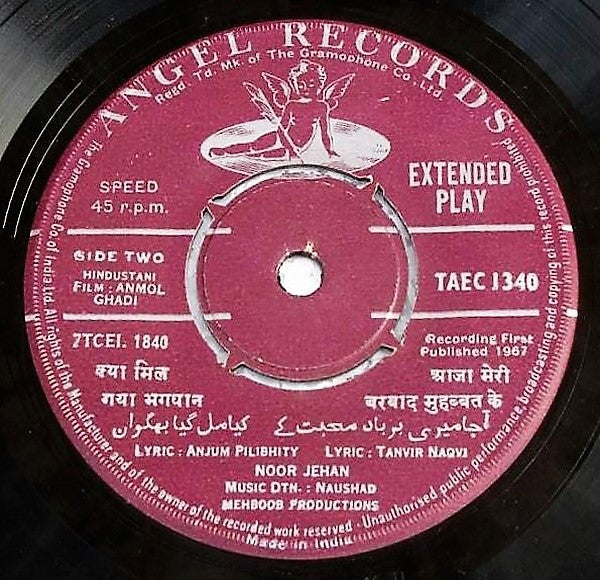 ANGEL RECORDS
Regd. Td. Mk. of The Gramophone Co., Ltd.
SPEED
45 r.p.m.
EXTENDED
PLAY
SIDE TWO
HINDUSTANI
FILM : ANMOL
GHADI
TAEC 1340
7TCEI. 1840
Recording First
Published 1967
क्या मिल
गया भगवान
आजा मेरी
बरबाद मुहब्बत के
آجا میری برباد محبت کے
کیا مل گیا بھگوان
LYRIC : ANJUM PILIBHITY
LYRIC : TANVIR NAQVI
NOOR JEHAN
MUSIC DTN. : NAUSHAD
MEHBOOB PRODUCTIONS
The Gramophone Co. of India Ltd. All rights of the Manufacturer and of the owner of the recorded work reserved - Unauthorised public performance, broadcasting and copying of this record prohibited
Made in India